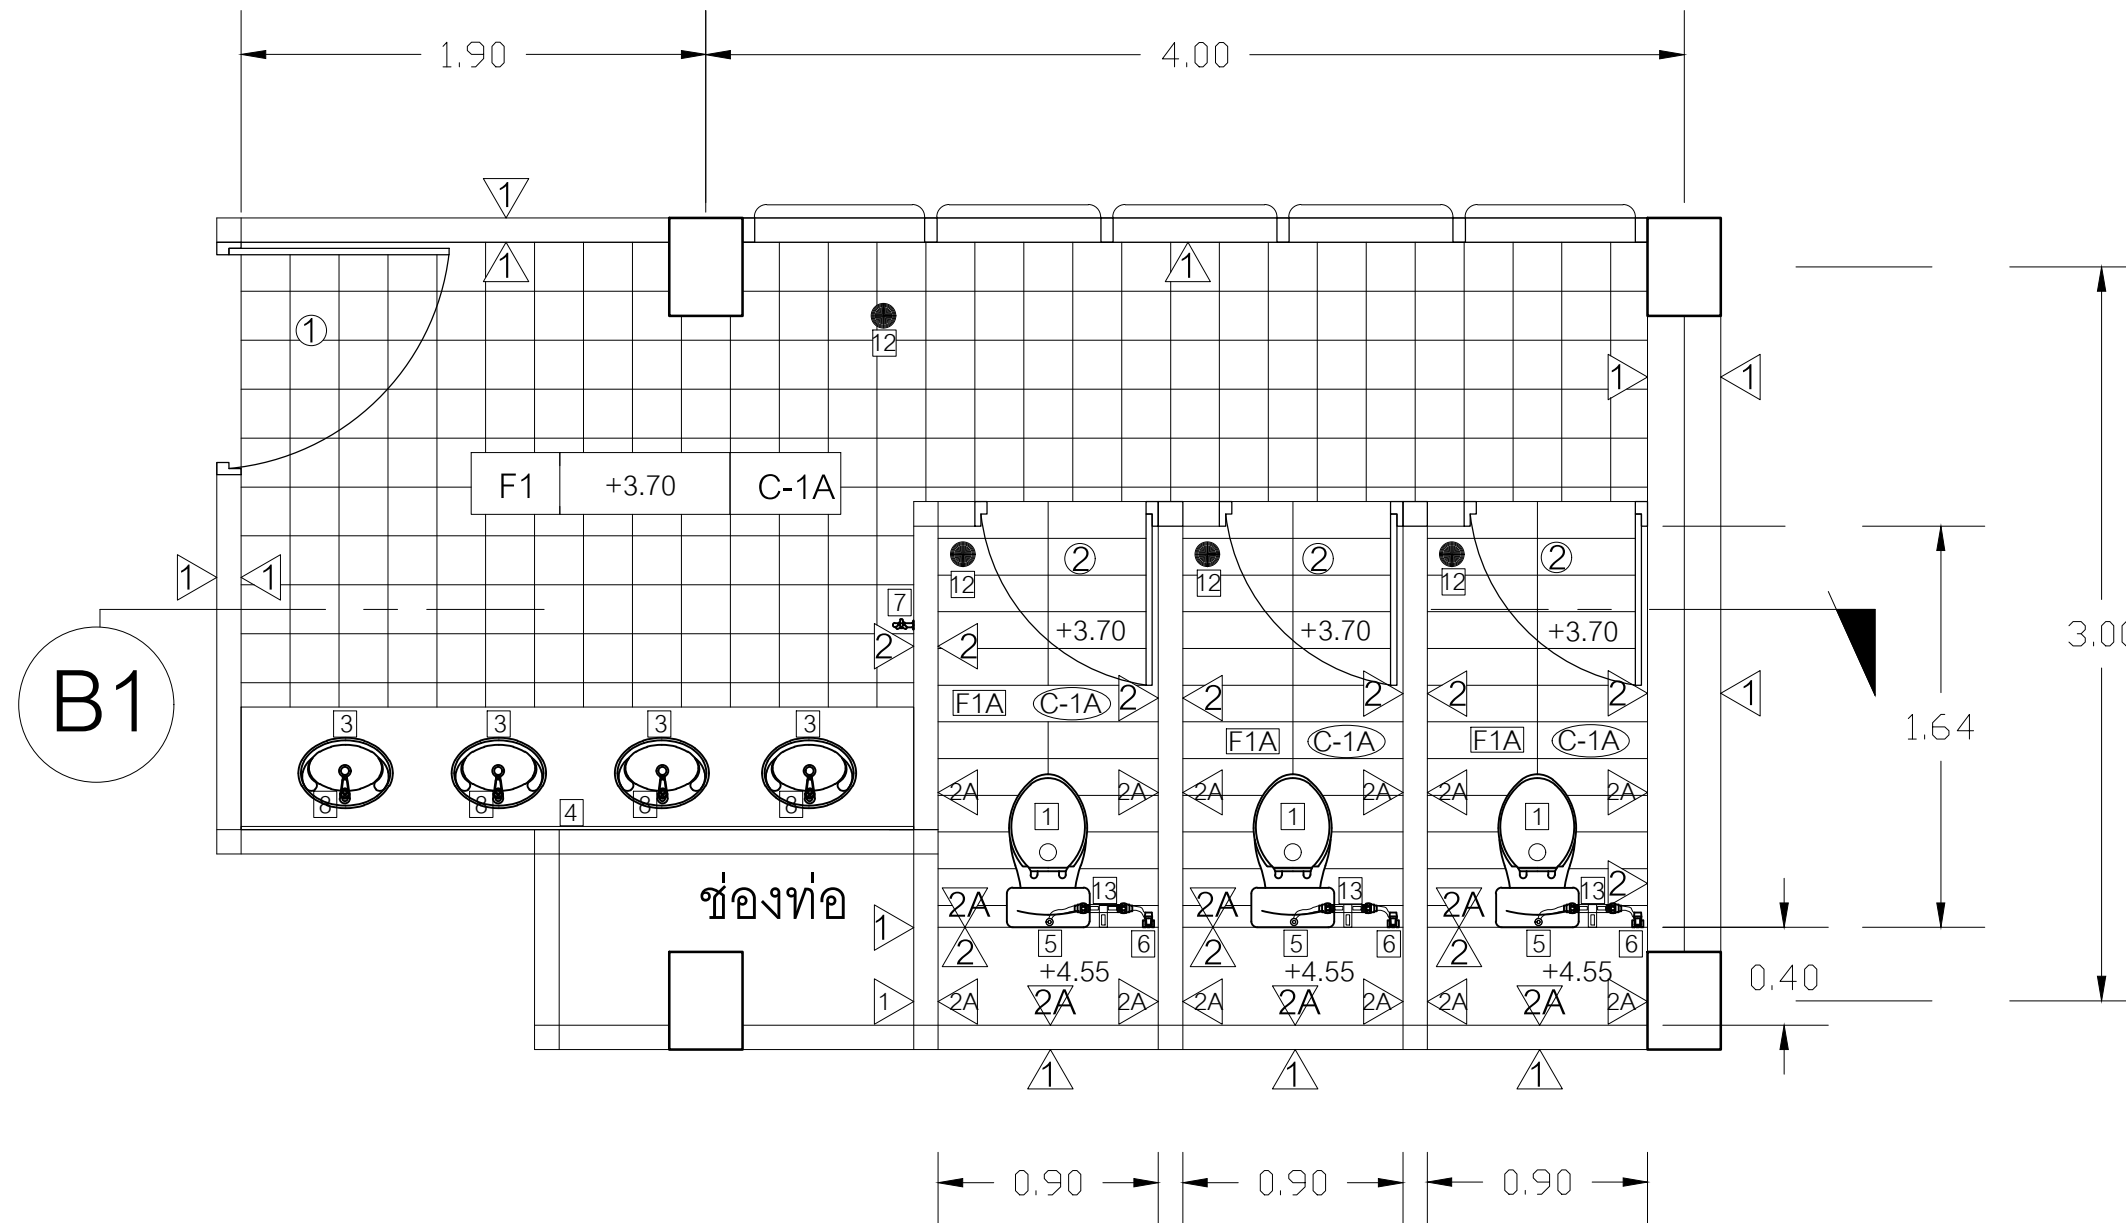 1.90 4.00
1
1 1
1
12
1 1
3.00
F1 +3.70 C-1A
2 2 2
12 12 12
1 1
7
+3.70 +3.70 +3.70
2 2
B1
2 2 2 2 2 1
F1A C-1A
1.64
3 3 3 3
F1A C-1A F1A C-1A
2A 2A 2A 2A 2A 2A
8 8 8 8
4
1 1 1
ช่องท่อ
13 13 13 2
2A 2A 2A
1
5 6 5 6 5 6
2 2 2
+4.55 +4.55 +4.55
0.40
1 2A 2A 2A 2A 2A 2A 2A 2A 2A
1 1 1
0.90 0.90 0.90